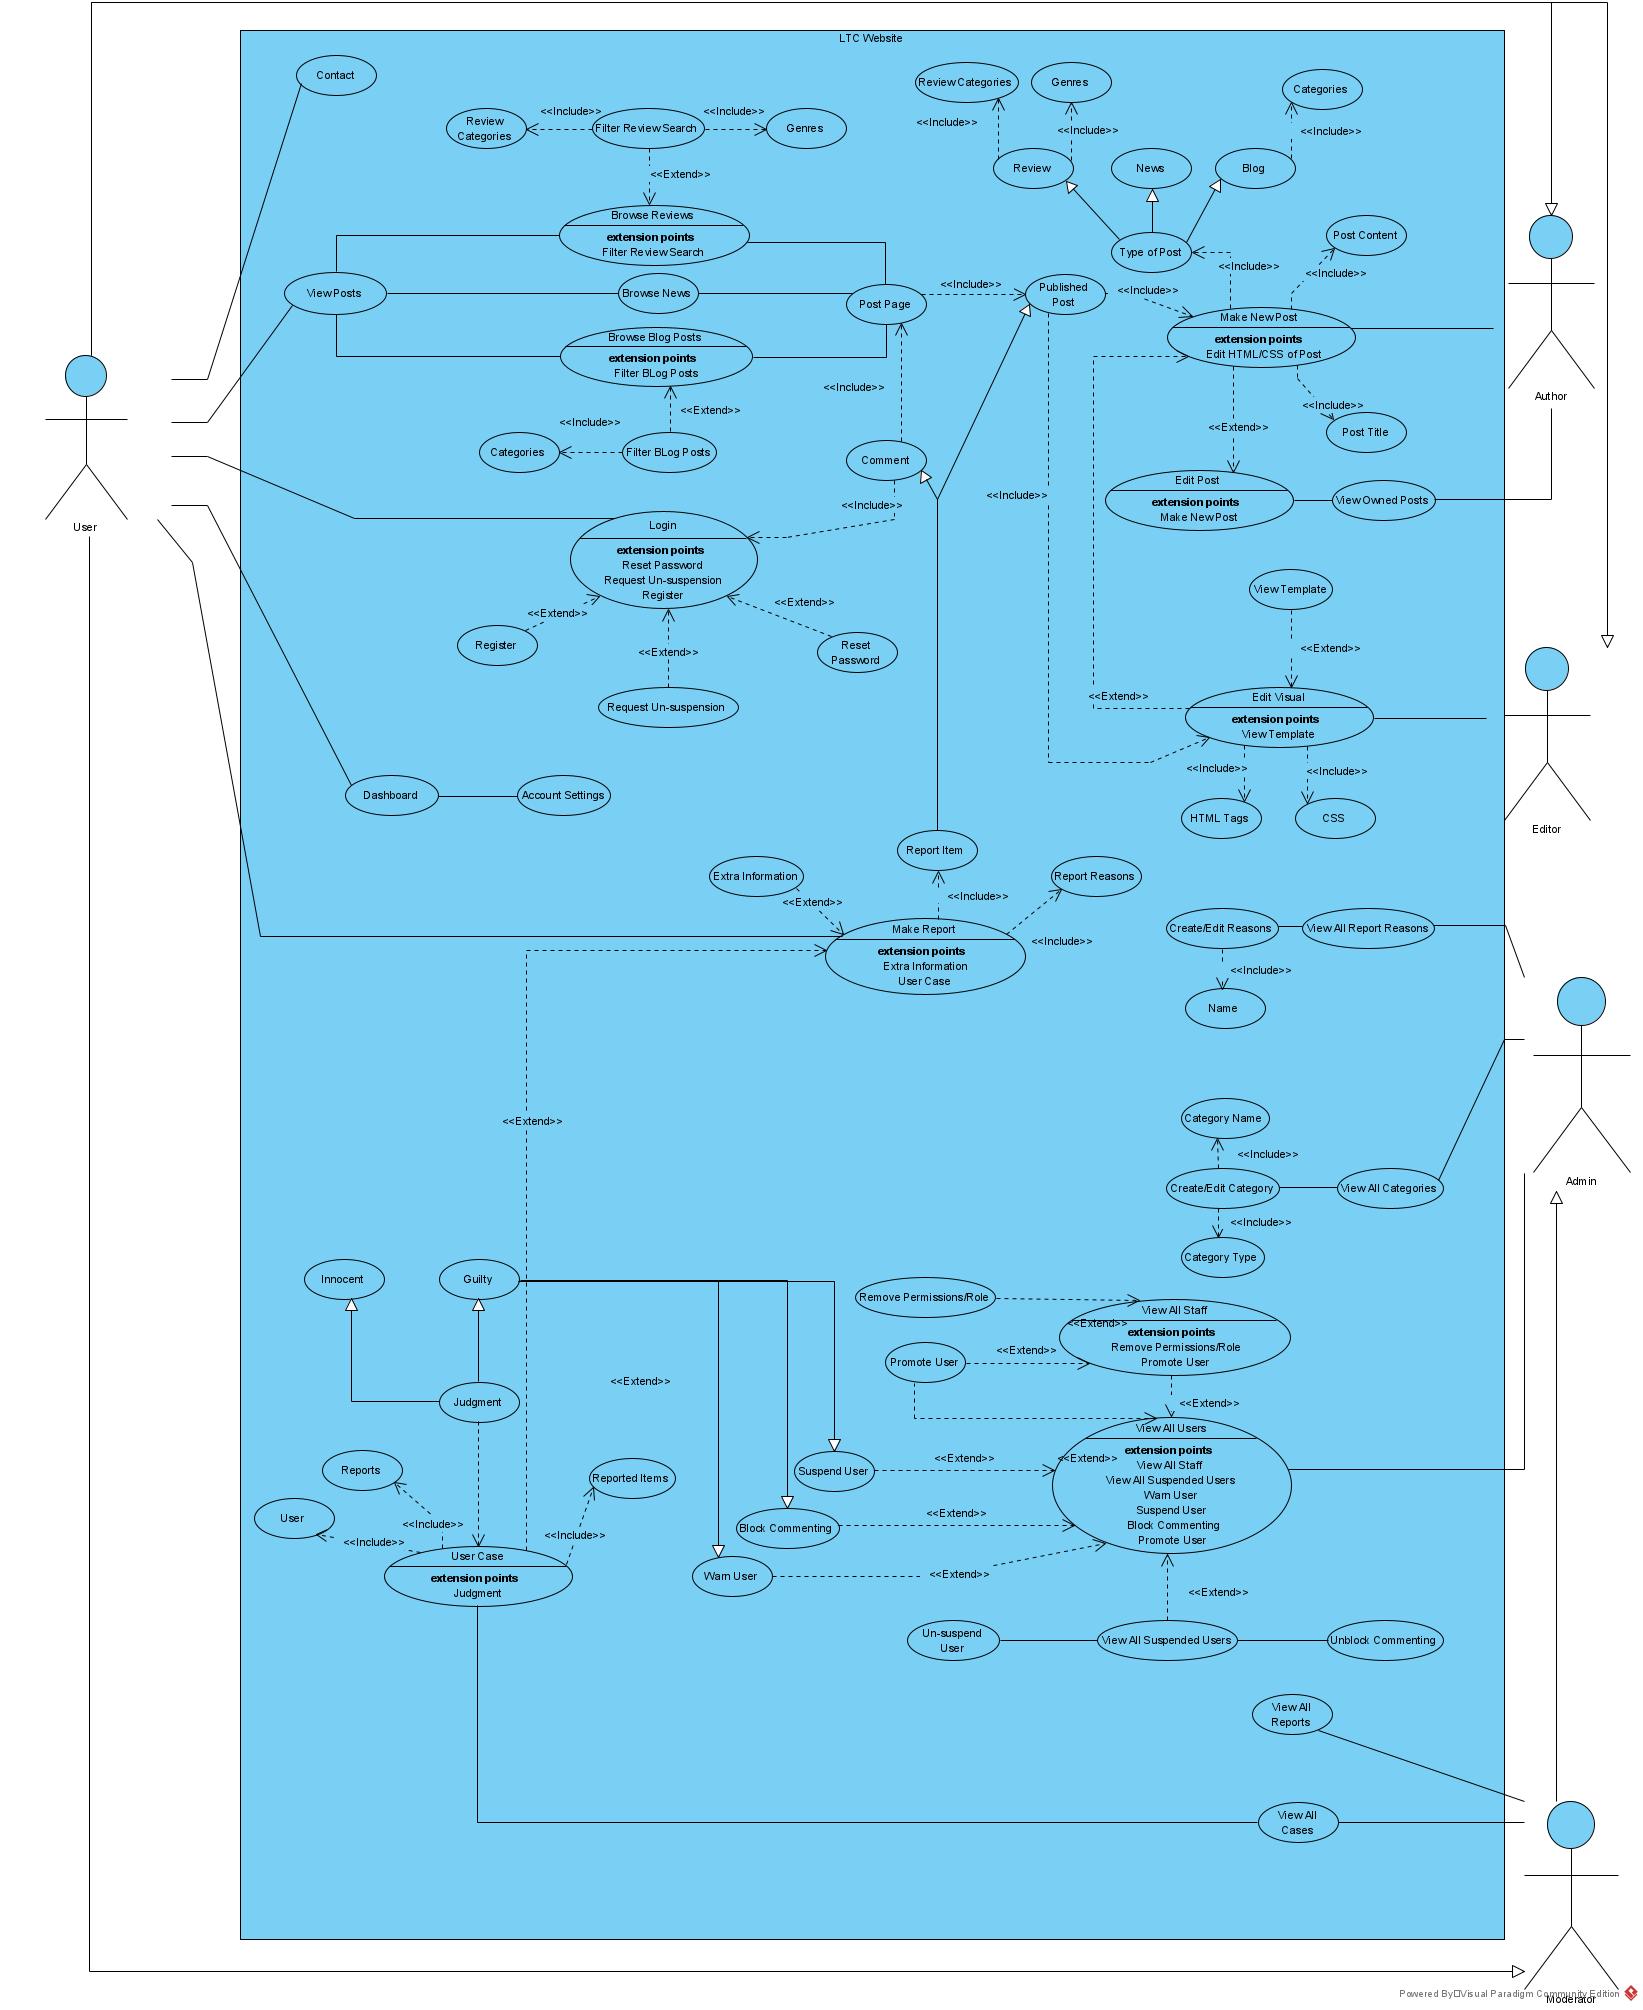 LTC Website
Contact
Review Categories
Genres
Categories
<<Include>>
<<Include>>
Review
Categories
Filter Review Search
Genres
<<Include>>
<<Include>>
<<Include>>
<<Extend>>
Review
News
Blog
Browse Reviews
extension points
Filter Review Search
Type of Post
Post Content
<<Include>>
<<Include>>
View Posts
Browse News
Post Page
<<Include>>
Published
Post
<<Include>>
Make New Post
extension points
Edit HTML/CSS of Post
Browse Blog Posts
extension points
Filter BLog Posts
<<Include>>
Author
<<Extend>>
<<Include>>
<<Include>>
<<Extend>>
Post Title
Categories
Filter BLog Posts
Comment
User
<<Include>>
<<Include>>
Edit Post
extension points
Make New Post
View Owned Posts
Login
extension points
Reset Password
Request Un-suspension
Register
<<Extend>>
<<Extend>>
<<Extend>>
Register
Reset
Password
Request Un-suspension
View Template
<<Extend>>
<<Extend>>
Edit Visual
extension points
View Template
<<Include>>
<<Include>>
HTML Tags
CSS
Editor
Dashboard
Account Settings
Report Item
Extra Information
Report Reasons
<<Extend>>
<<Include>>
<<Include>>
Make Report
extension points
Extra Information
User Case
Create/Edit Reasons
View All Report Reasons
<<Include>>
Name
<<Extend>>
Category Name
<<Include>>
Create/Edit Category
View All Categories
Admin
<<Include>>
Category Type
Innocent
Guilty
Remove Permissions/Role
View All Staff
<<Extend>>
extension points
Remove Permissions/Role
Promote User
Promote User
<<Extend>>
<<Extend>>
<<Extend>>
Judgment
View All Users
extension points
<<Extend>>
View All Staff
View All Suspended Users
Warn User
Suspend User
Block Commenting
Promote User
Suspend User
<<Extend>>
Block Commenting
<<Extend>>
Warn User
<<Extend>>
Reports
Reported Items
User
<<Include>>
<<Include>>
<<Include>>
User Case
extension points
Judgment
<<Extend>>
Un-suspend
User
View All Suspended Users
Unblock Commenting
View All
Reports
View All
Cases
Moderator
Powered By Visual Paradigm Community Edition